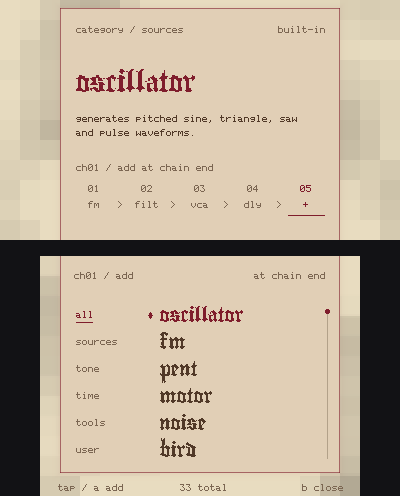 category / sources built-in
oscillator
generates pitched sine, triangle, saw
and pulse waveforms.
ch01 / add at chain end
01 02 03 04 05
fm > filt > vca > dly > +
ch01 / add at chain end
all ♦ oscillator
sources fm
tone pent
time motor
tools noise
user bird
tap / a add 33 total b close